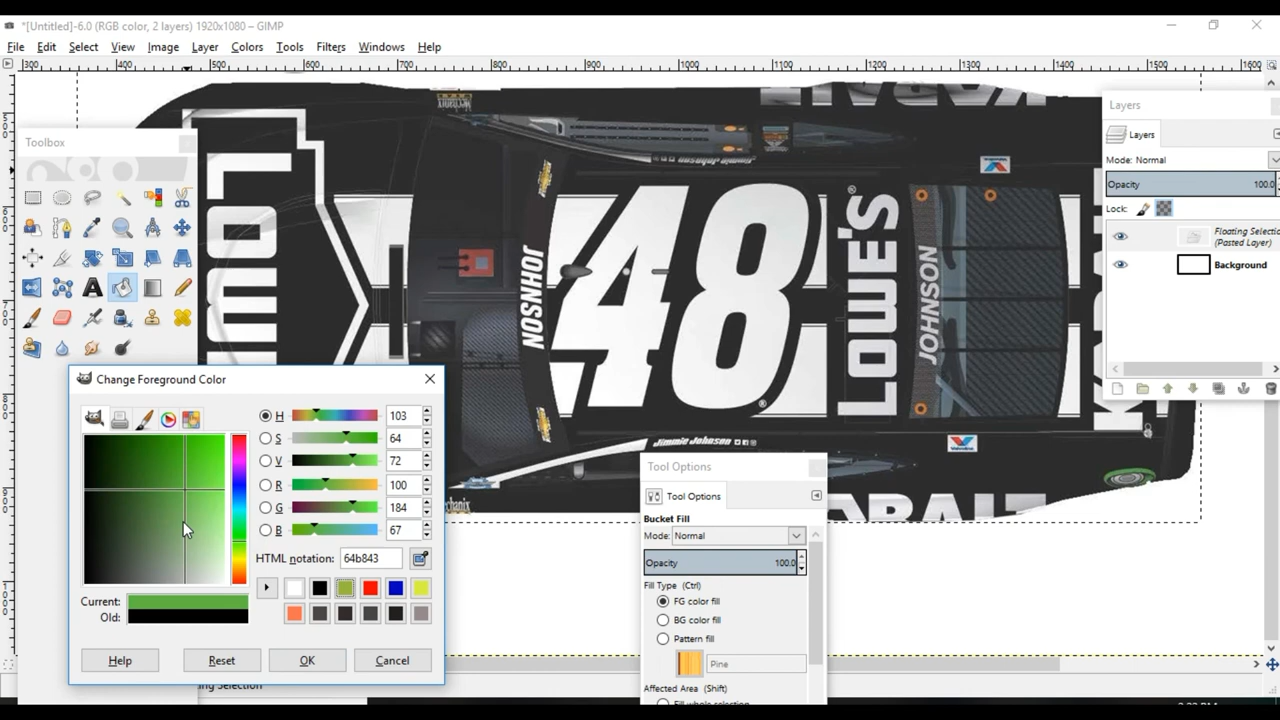 *[Untitled]-6.0 (RGB color, 2 layers) 1920x1080 – GIMP
File Edit Select View Image Layer Colors Tools Filters Windows Help
300 400 500 600 700 800 900 1000 1100 1200 1300 1400 1500 1600
Toolbox
Layers
Layers
Mode: Normal
Opacity 100.0
Lock:
Floating Selectio
(Pasted Layer)
Background
JOHNSON
48
®
LOWE'S
JOHNSON
Jimmie Johnson
Valvoline
KOBALT
Change Foreground Color
H 103
S 64
V 72
R 100
G 184
B 67
HTML notation: 64b843
Current:
Old:
Help Reset OK Cancel
Tool Options
Tool Options
Bucket Fill
Mode: Normal
Opacity 100.0
Fill Type (Ctrl)
FG color fill
BG color fill
Pattern fill
Pine
Affected Area (Shift)